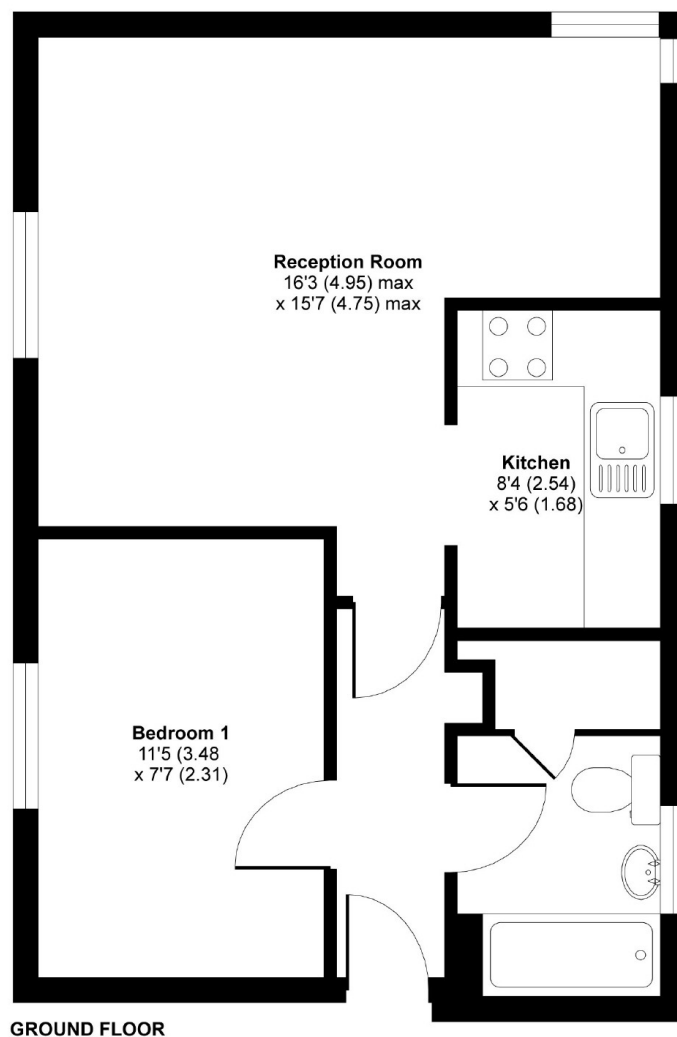 Reception Room
16'3 (4.95) max
x 15'7 (4.75) max
Kitchen
8'4 (2.54)
x 5'6 (1.68)
Bedroom 1
11'5 (3.48
x 7'7 (2.31)
GROUND FLOOR